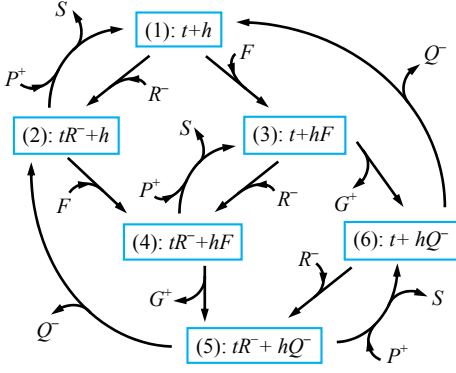 S
(1): t+h
P⁺
F
Q⁻
R⁻
(2): tR⁻+h
S
(3): t+hF
F
P⁺
R⁻
G⁺
(4): tR⁻+hF
(6): t+ hQ⁻
R⁻
G⁺
S
Q⁻
(5): tR⁻+ hQ⁻
P⁺